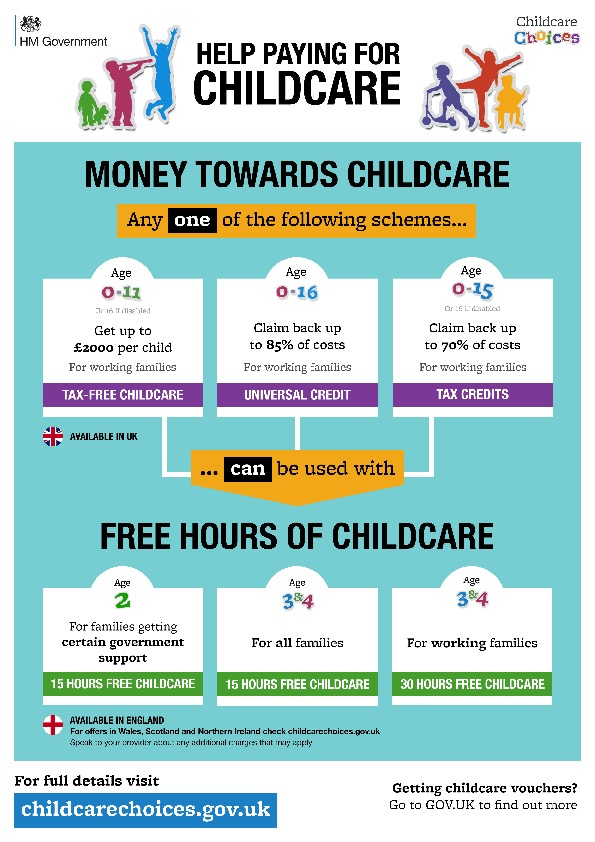 HM Government
Childcare
Choices
HELP PAYING FOR
CHILDCARE
MONEY TOWARDS CHILDCARE
Any one of the following schemes...
Age
0-11
Or 16 if disabled
Get up to
£2000 per child
For working families
TAX-FREE CHILDCARE
Age
0-16
Claim back up
to 85% of costs
For working families
UNIVERSAL CREDIT
Age
0-15
Or 16 if disabled
Claim back up
to 70% of costs
For working families
TAX CREDITS
AVAILABLE IN UK
... can be used with
FREE HOURS OF CHILDCARE
Age
2
For families getting
certain government
support
15 HOURS FREE CHILDCARE
Age
3&4
For all families
15 HOURS FREE CHILDCARE
Age
3&4
For working families
30 HOURS FREE CHILDCARE
AVAILABLE IN ENGLAND
For offers in Wales, Scotland and Northern Ireland check childcarechoices.gov.uk
Speak to your provider about any additional charges that may apply
For full details visit
childcarechoices.gov.uk
Getting childcare vouchers?
Go to GOV.UK to find out more